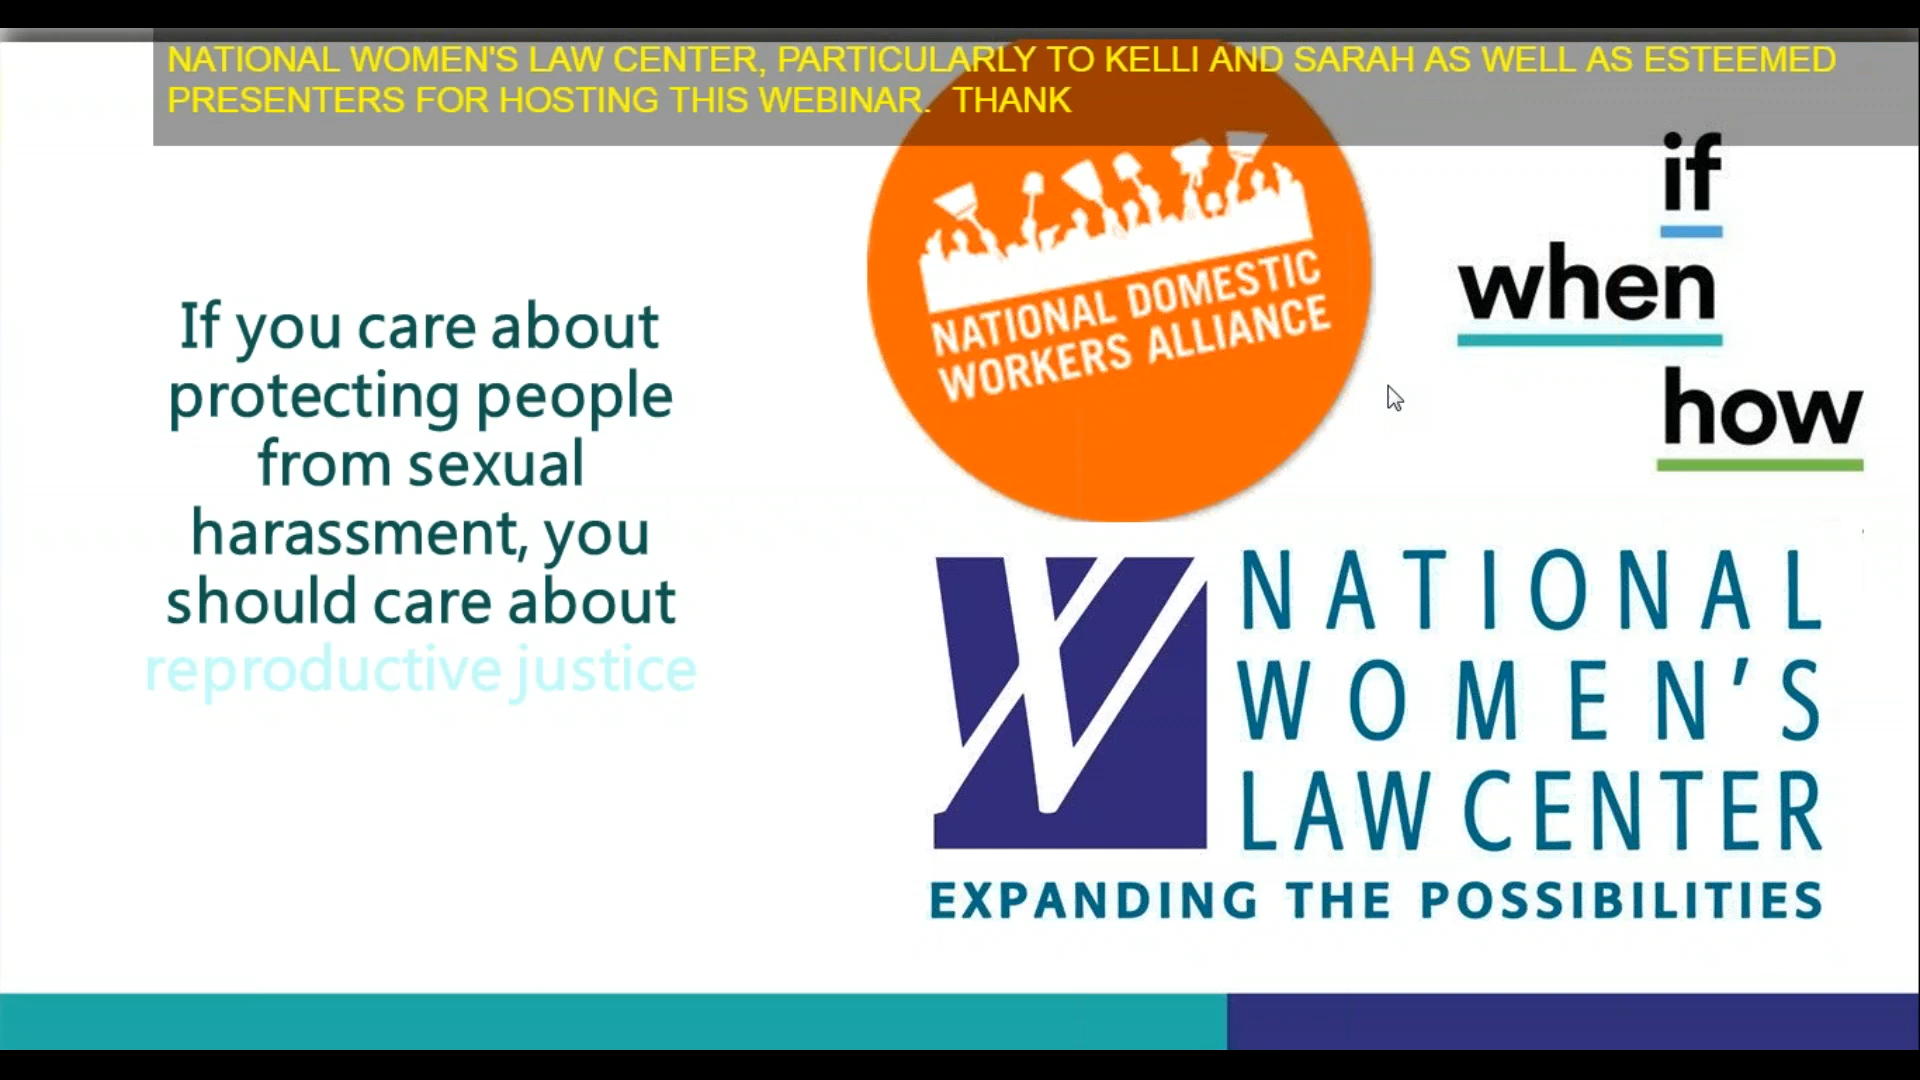 NATIONAL WOMEN'S LAW CENTER, PARTICULARLY TO KELLI AND SARAH AS WELL AS ESTEEMED
PRESENTERS FOR HOSTING THIS WEBINAR.  THANK
If you care about
protecting people
from sexual
harassment, you
should care about
reproductive justice
NATIONAL DOMESTIC
WORKERS ALLIANCE
if
when
how
NATIONAL
WOMEN'S
LAW CENTER
EXPANDING THE POSSIBILITIES